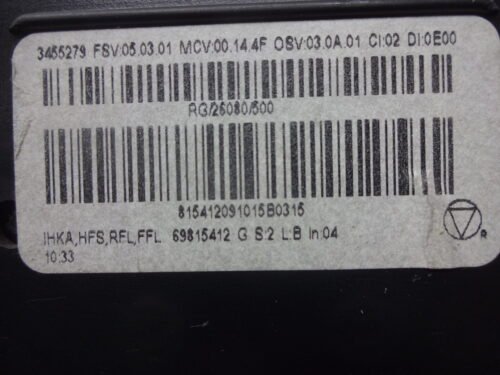 3455279 FSV:05.03.01 MCV:00.14.4F OSV:03.0A.01 CI:02 DI:0E00
RG/26080/500
815412091015B0315
IHKA,HFS,RFL,FFL 69815412 G S:2 L:B In:04
10:33
R